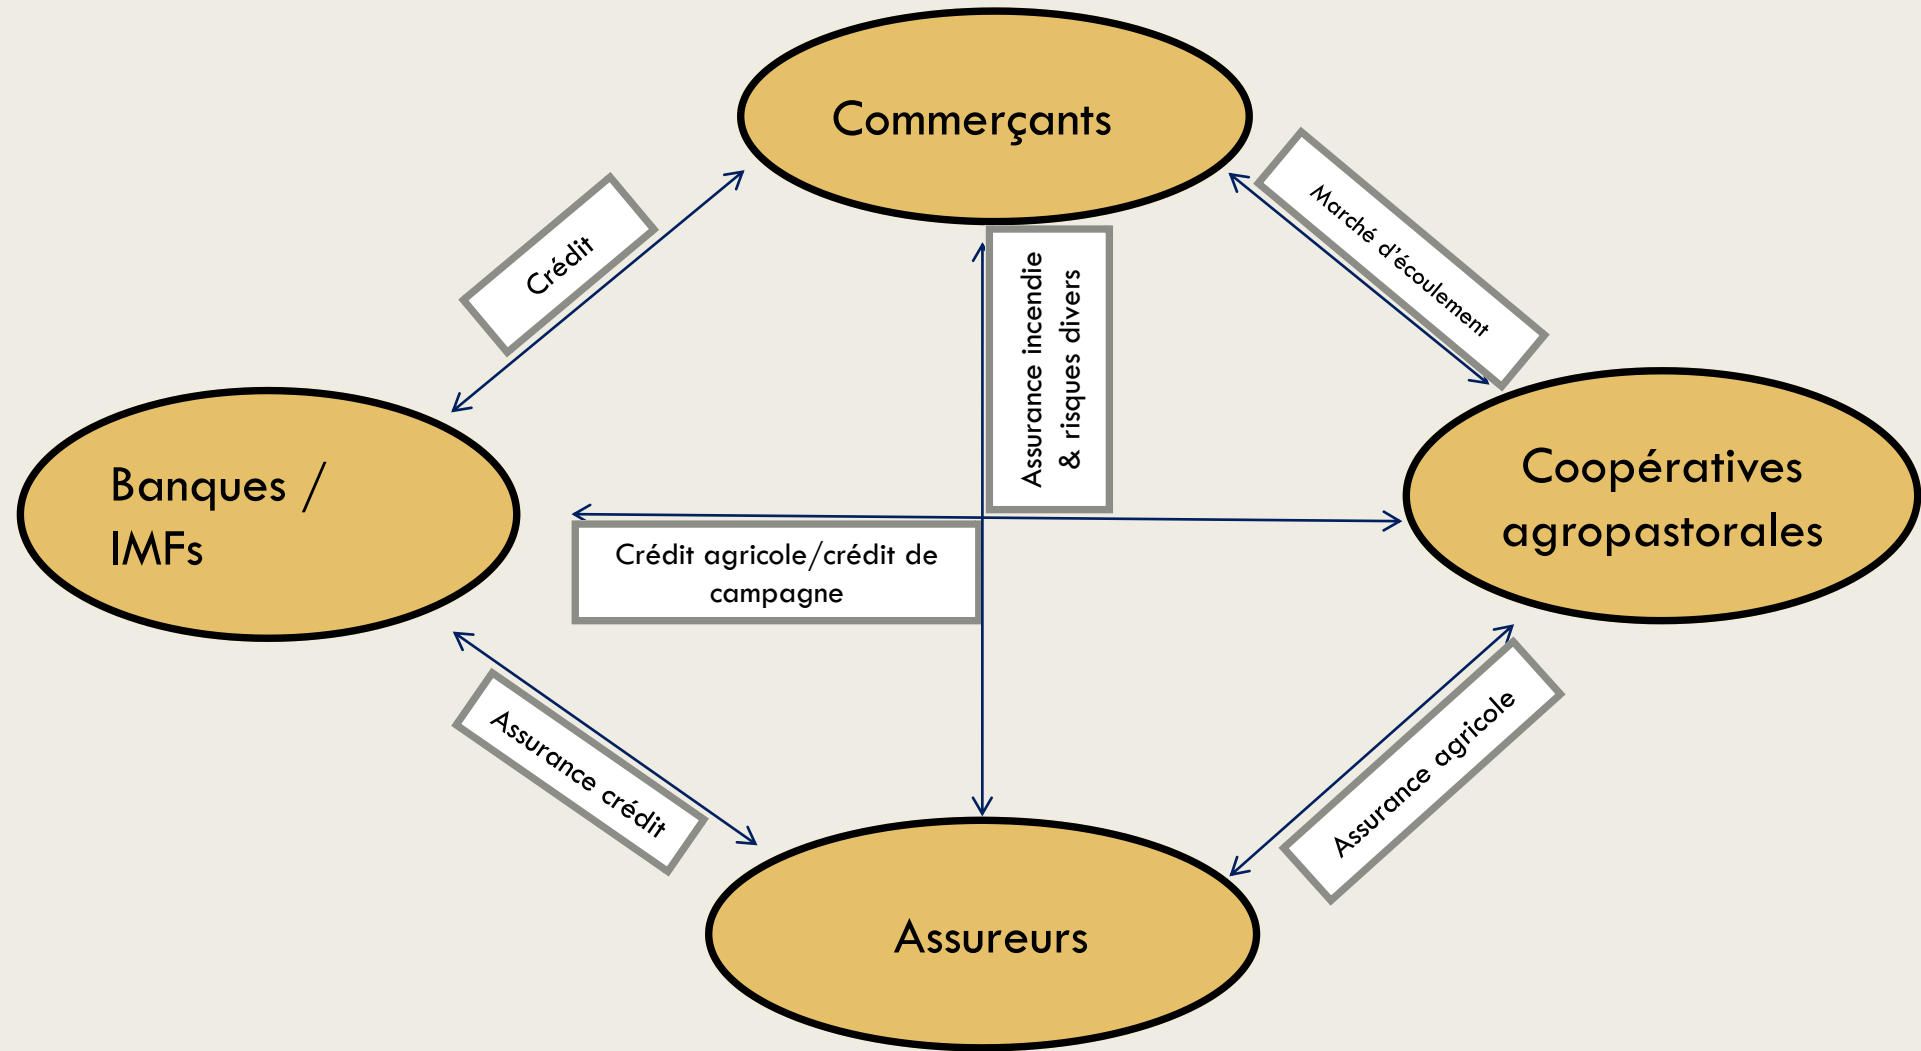 Commerçants
Crédit
Marché d'écoulement
Assurance incendie
& risques divers
Banques /
IMFs
Coopératives
agropastorales
Crédit agricole/crédit de
campagne
Assurance crédit
Assurance agricole
Assureurs